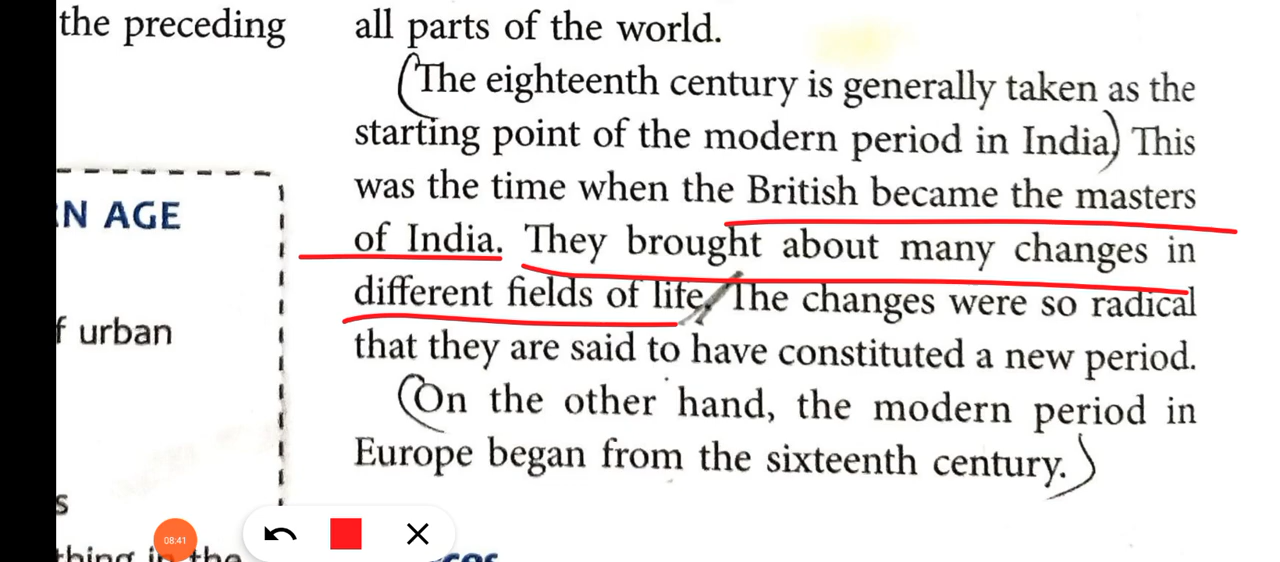 the preceding
N AGE
f urban
s
thing in the
all parts of the world.
The eighteenth century is generally taken as the
starting point of the modern period in India) This
was the time when the British became the masters
of India. They brought about many changes in
different fields of life. The changes were so radical
that they are said to have constituted a new period.
(On the other hand, the modern period in
Europe began from the sixteenth century.)
08:41